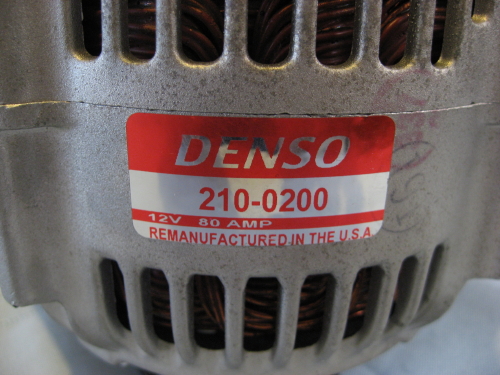 DENSO
210-0200
12V 80 AMP
REMANUFACTURED IN THE U.S.A